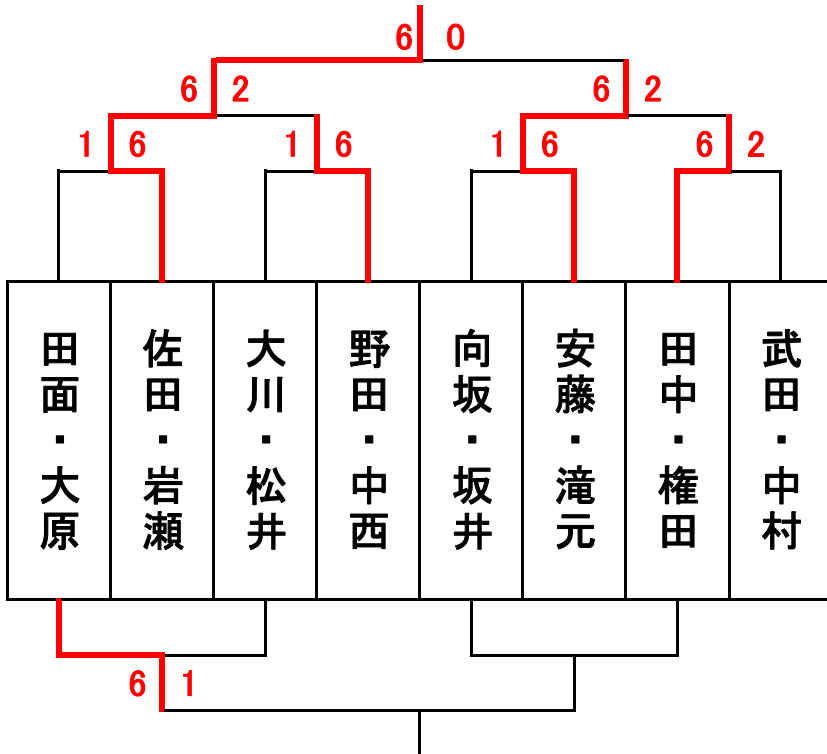 6 0
6 2 6 2
1 6 1 6 1 6 6 2
田面・大原
佐田・岩瀬
大川・松井
野田・中西
向坂・坂井
安藤・滝元
田中・権田
武田・中村
6 1